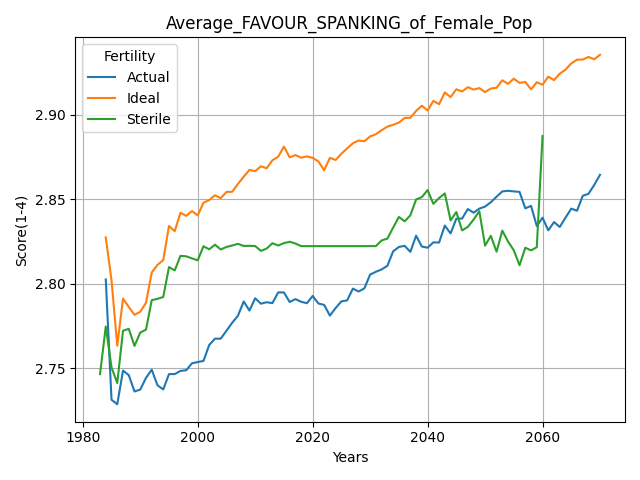 Average_FAVOUR_SPANKING_of_Female_Pop
Fertility
Actual
Ideal
Sterile
Score(1-4)
2.90
2.85
2.80
2.75
1980
2000
2020
2040
2060
Years